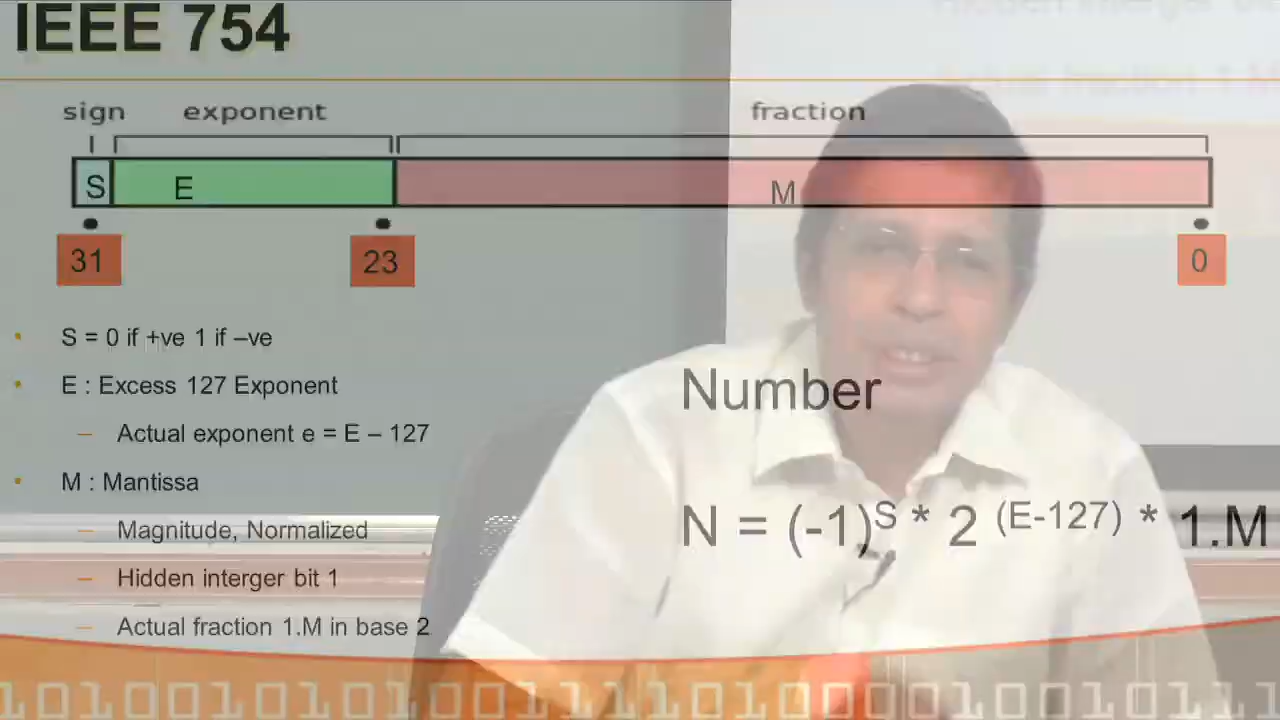 IEEE 754
sign exponent fraction
S E M
31 23 0
• S = 0 if +ve 1 if –ve
• E : Excess 127 Exponent
– Actual exponent e = E – 127
• M : Mantissa
– Magnitude, Normalized
– Hidden interger bit 1
– Actual fraction 1.M in base 2
Number
N = (-1)^S * 2 ^(E-127) * 1.M